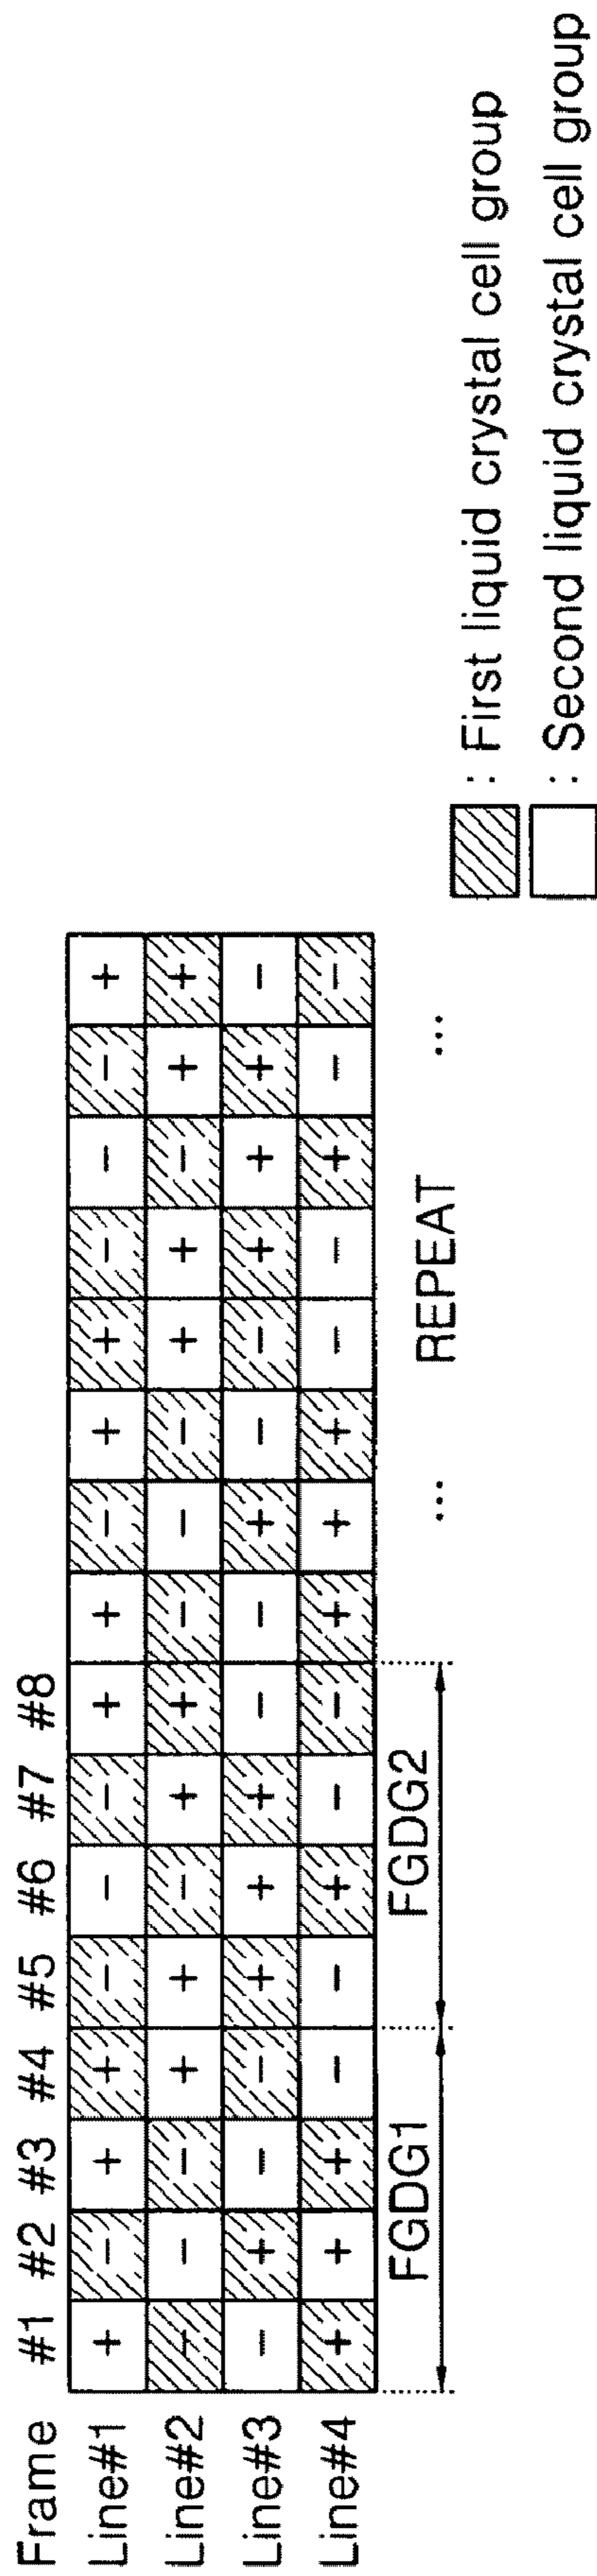 Frame #1 #2 #3 #4 #5 #6 #7 #8
Line#1 + − + + − − − + + − + + − − − +
Line#2 − − − + + − + + − − − + + − + +
Line#3 − + − − + + + − − + − − + + + −
Line#4 + + + − − + − − + + + − − + − −
FGDG1 FGDG2 ... REPEAT ...
: First liquid crystal cell group
: Second liquid crystal cell group